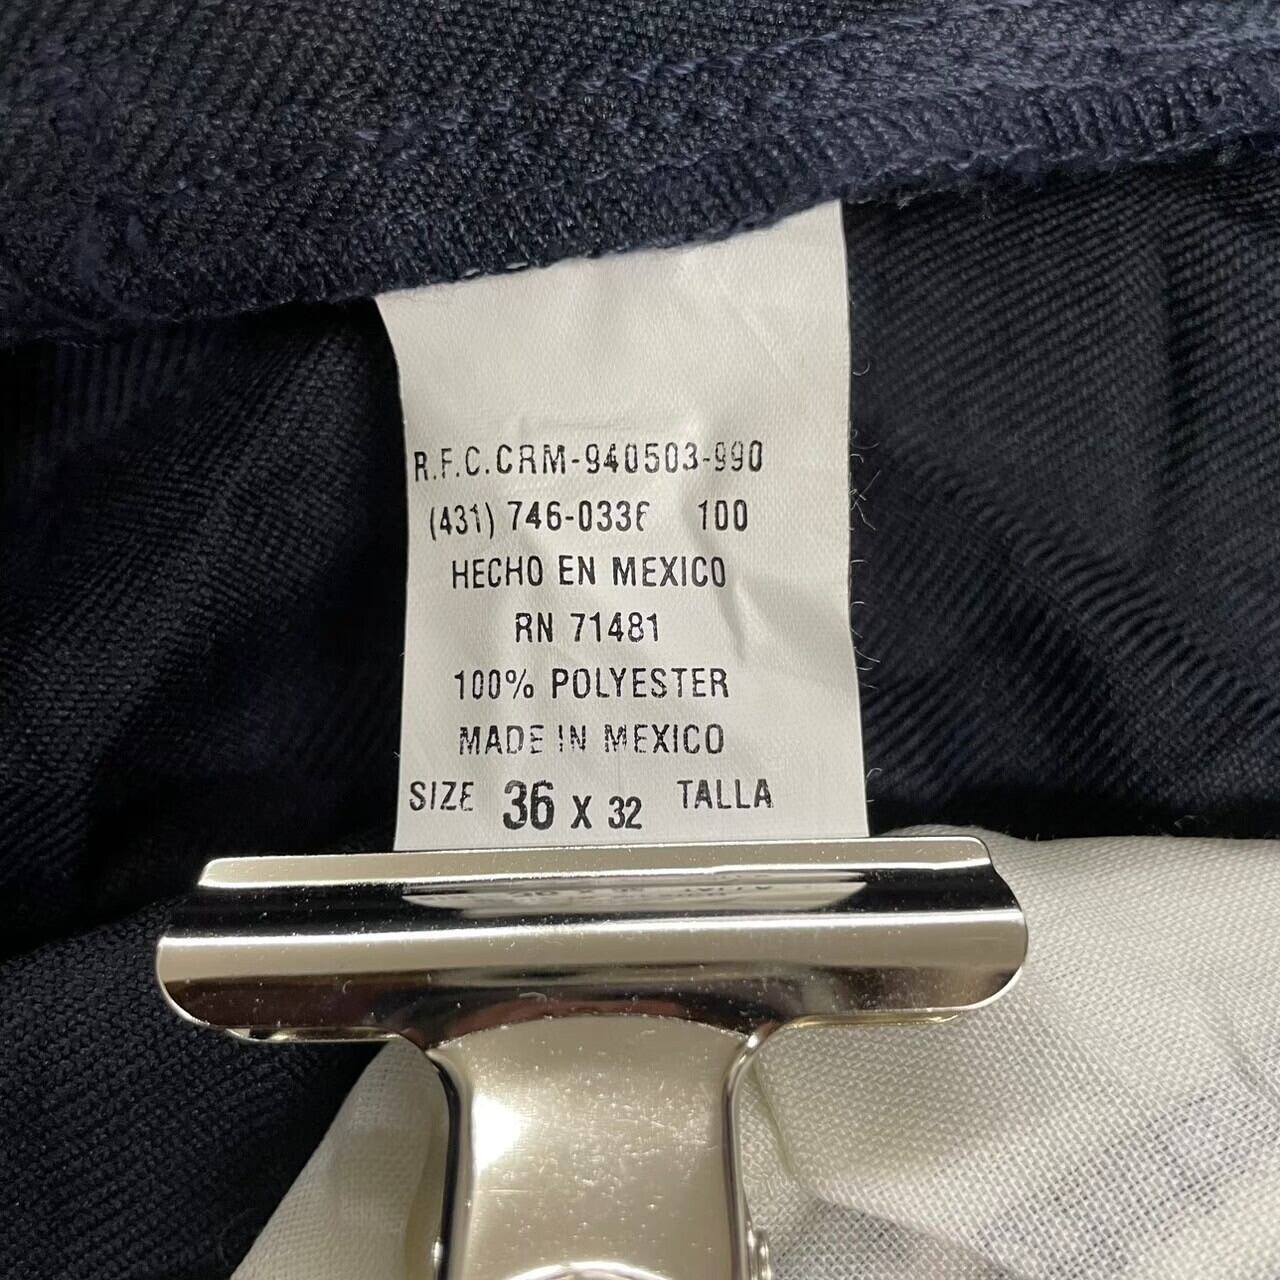 R.F.C.CRM-940503-990
(431) 746-0336 100
HECHO EN MEXICO
RN 71481
100% POLYESTER
MADE IN MEXICO
SIZE 36 X 32 TALLA